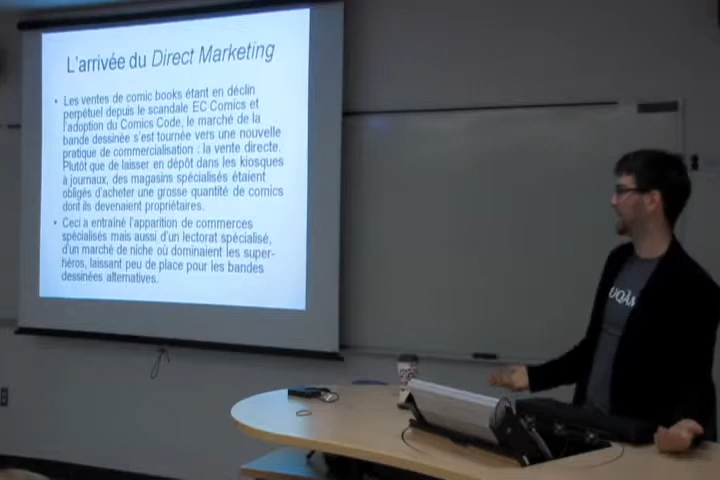 L'arrivée du Direct Marketing
• Les ventes de comic books étant en déclin
perpétuel depuis le scandale EC Comics et
l'adoption du Comics Code, le marché de la
bande dessinée s'est tournée vers une nouvelle
pratique de commercialisation : la vente directe.
Plutôt que de laisser en dépôt dans les kiosques
à journaux, des magasins spécialisés étaient
obligés d'acheter une grosse quantité de comics
dont ils devenaient propriétaires.
• Ceci a entraîné l'apparition de commerces
spécialisés mais aussi d'un lectorat spécialisé,
d'un marché de niche où dominaient les super-
héros, laissant peu de place pour les bandes
dessinées alternatives.
UQÀM